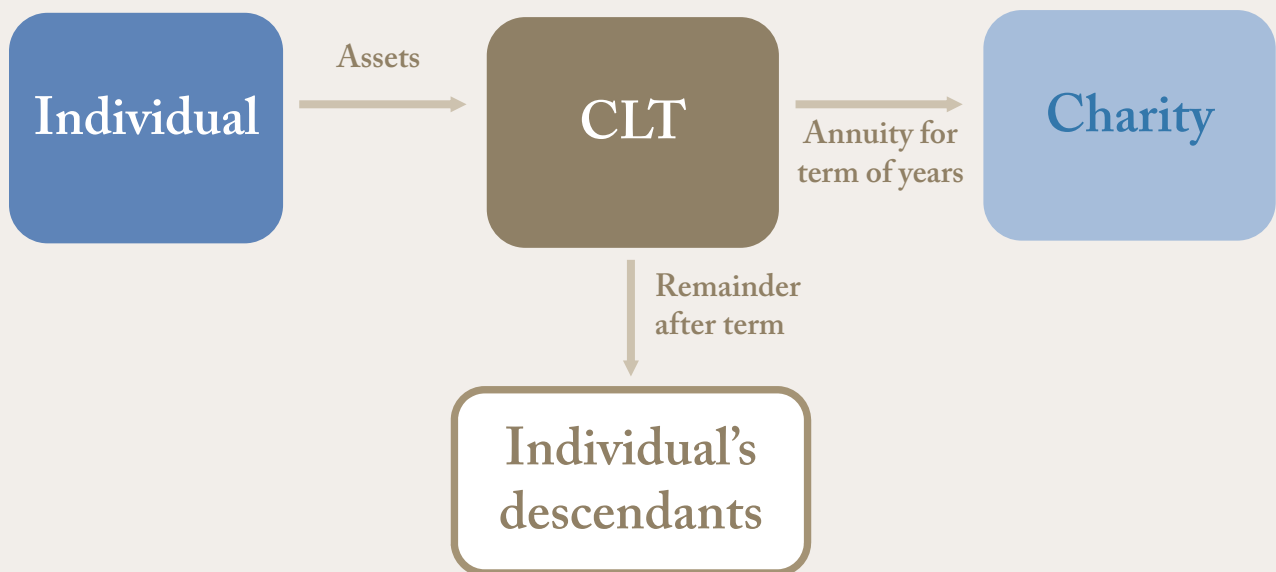 Individual
Assets
CLT
Annuity for
term of years
Charity
Remainder
after term
Individual’s
descendants